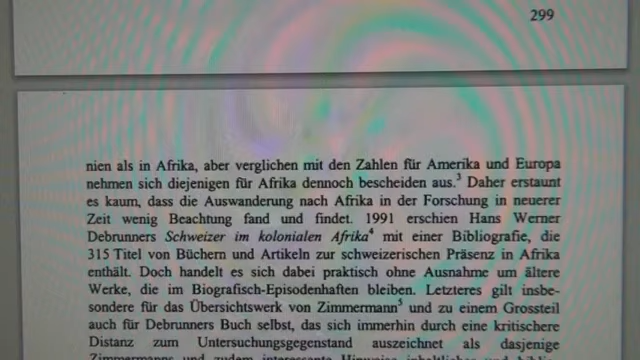 299
nien als in Afrika, aber verglichen mit den Zahlen für Amerika und Europa
nehmen sich diejenigen für Afrika dennoch bescheiden aus.³ Daher erstaunt
es kaum, dass die Auswanderung nach Afrika in der Forschung in neuerer
Zeit wenig Beachtung fand und findet. 1991 erschien Hans Werner
Debrunners Schweizer im kolonialen Afrika⁴ mit einer Bibliografie, die
315 Titel von Büchern und Artikeln zur schweizerischen Präsenz in Afrika
enthält. Doch handelt es sich dabei praktisch ohne Ausnahme um ältere
Werke, die im Biografisch-Episodenhaften bleiben. Letzteres gilt insbe-
sondere für das Übersichtswerk von Zimmermann⁵ und zu einem Grossteil
auch für Debrunners Buch selbst, das sich immerhin durch eine kritischere
Distanz zum Untersuchungsgegenstand auszeichnet als dasjenige
Zimmermanns und zudem interessante Hinweise